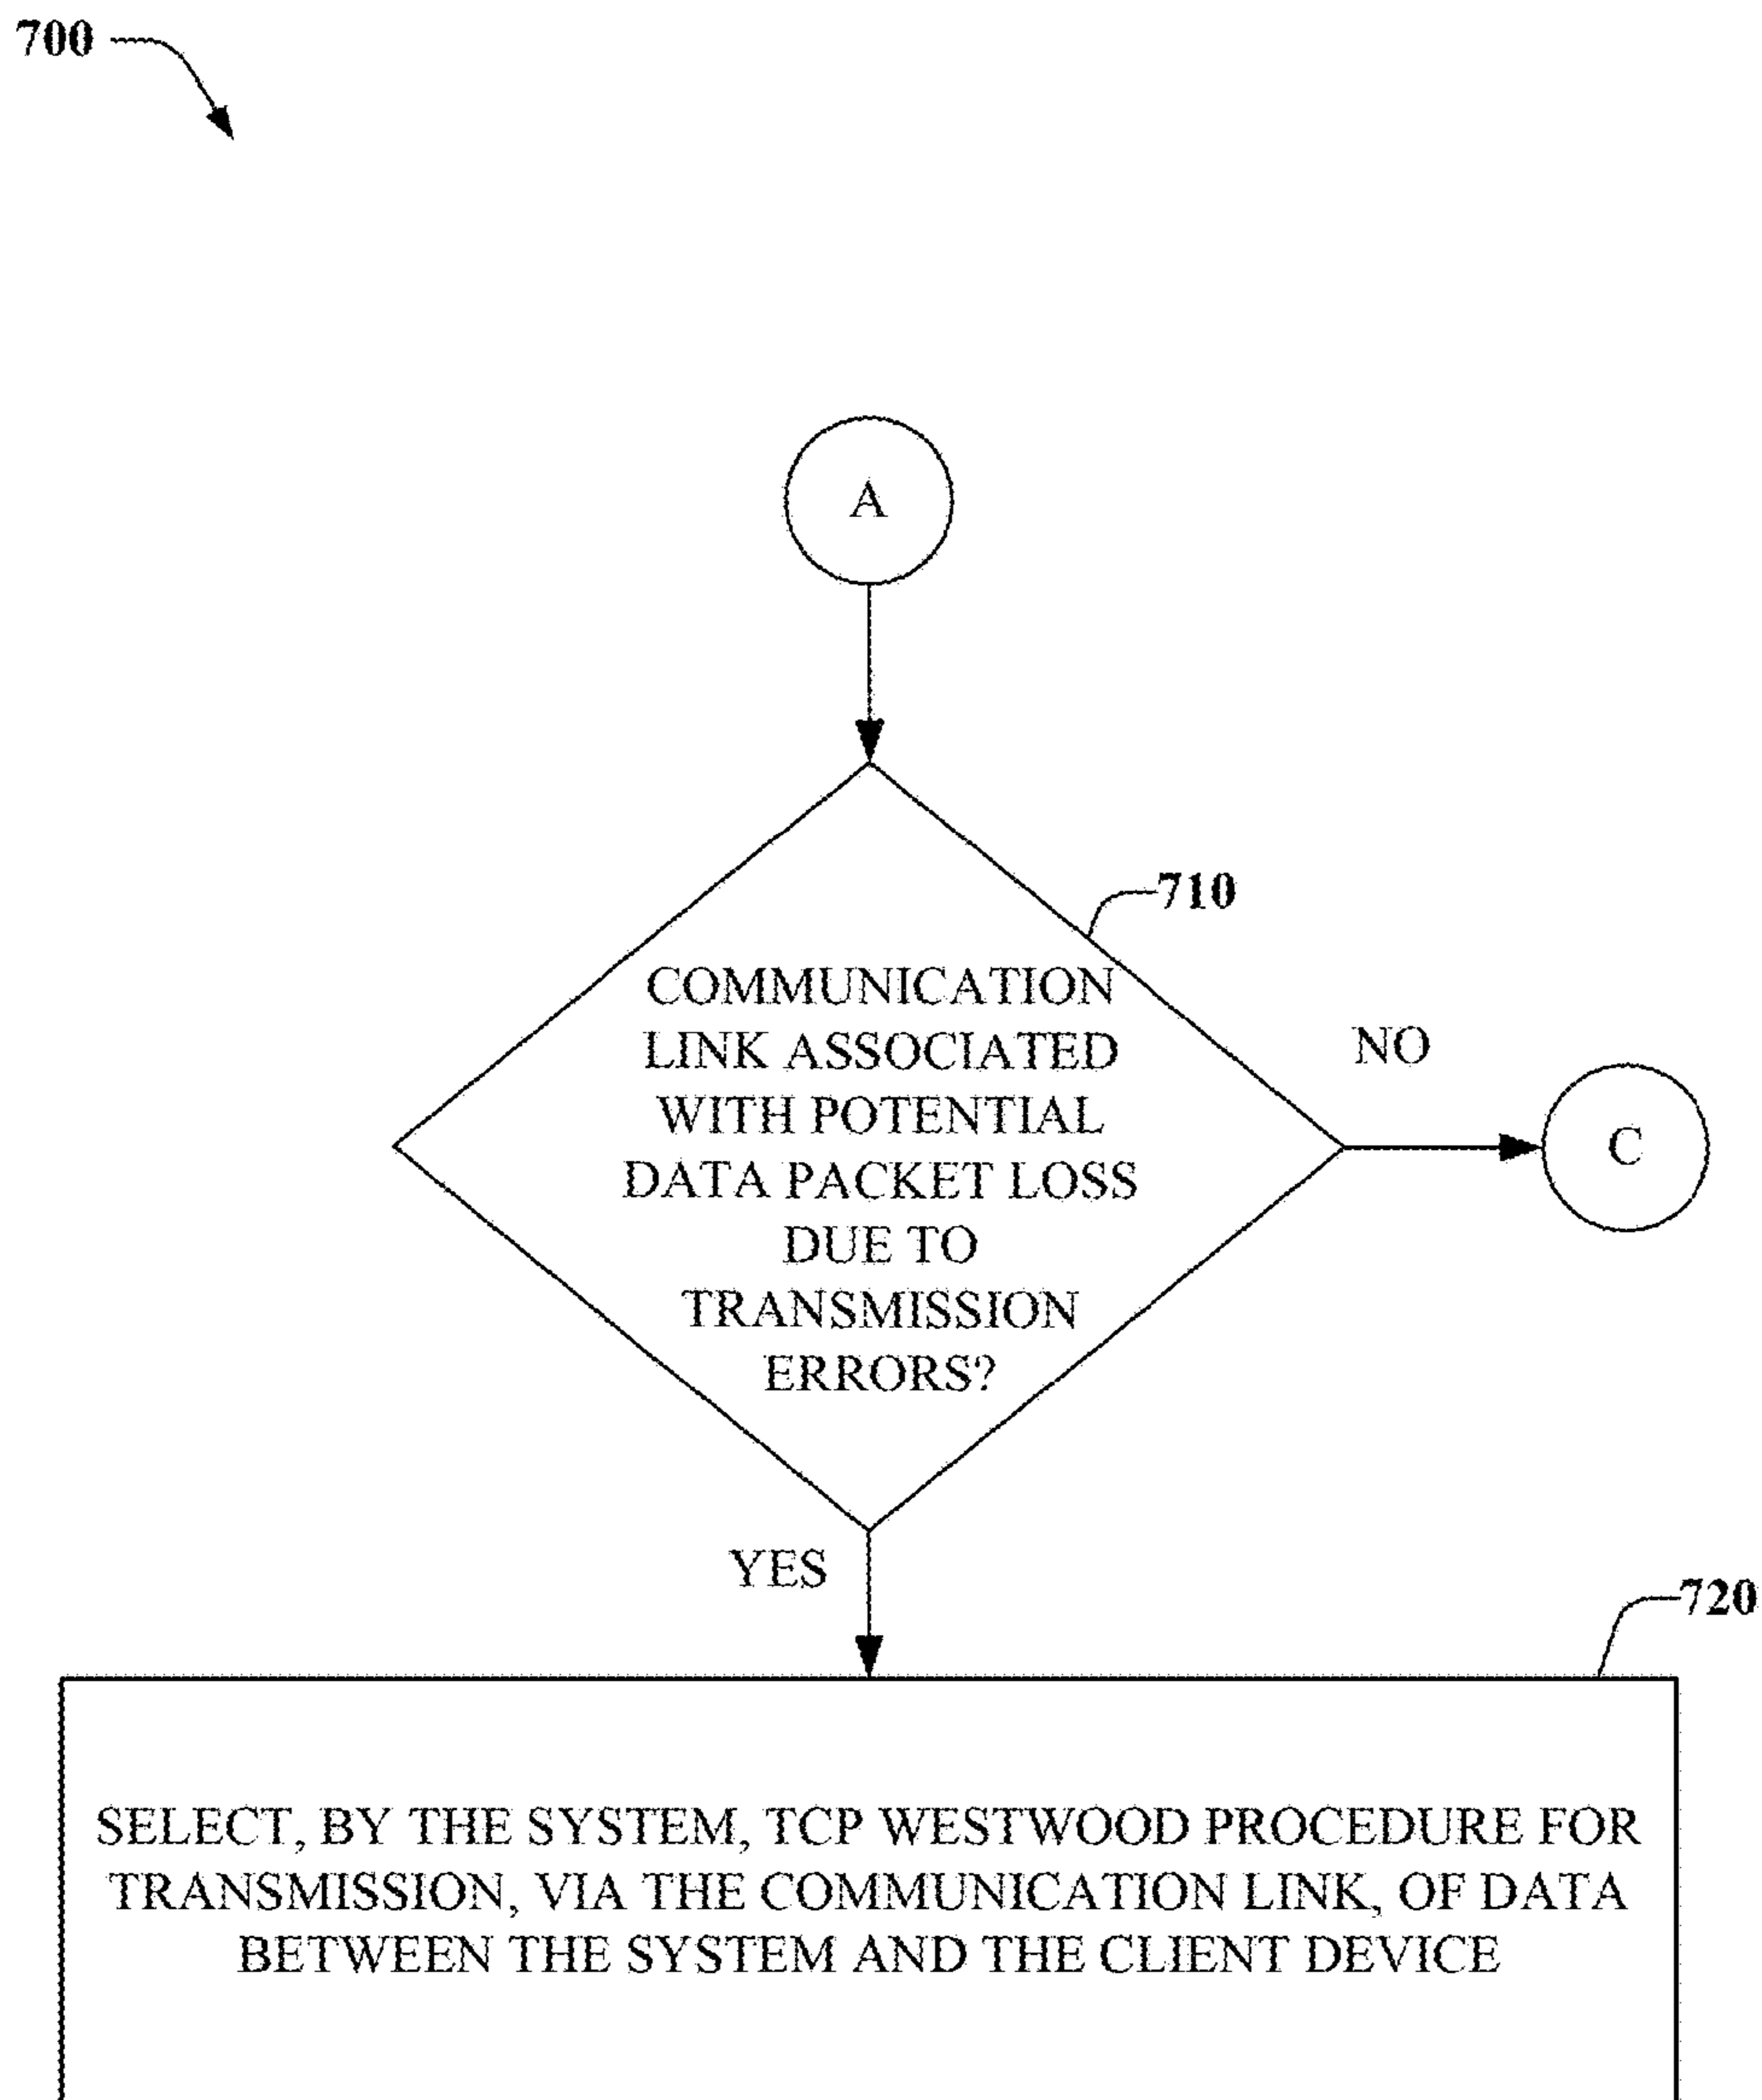 700
A
710
COMMUNICATION
LINK ASSOCIATED
WITH POTENTIAL
DATA PACKET LOSS
DUE TO
TRANSMISSION
ERRORS?
NO
C
YES
720
SELECT, BY THE SYSTEM, TCP WESTWOOD PROCEDURE FOR
TRANSMISSION, VIA THE COMMUNICATION LINK, OF DATA
BETWEEN THE SYSTEM AND THE CLIENT DEVICE